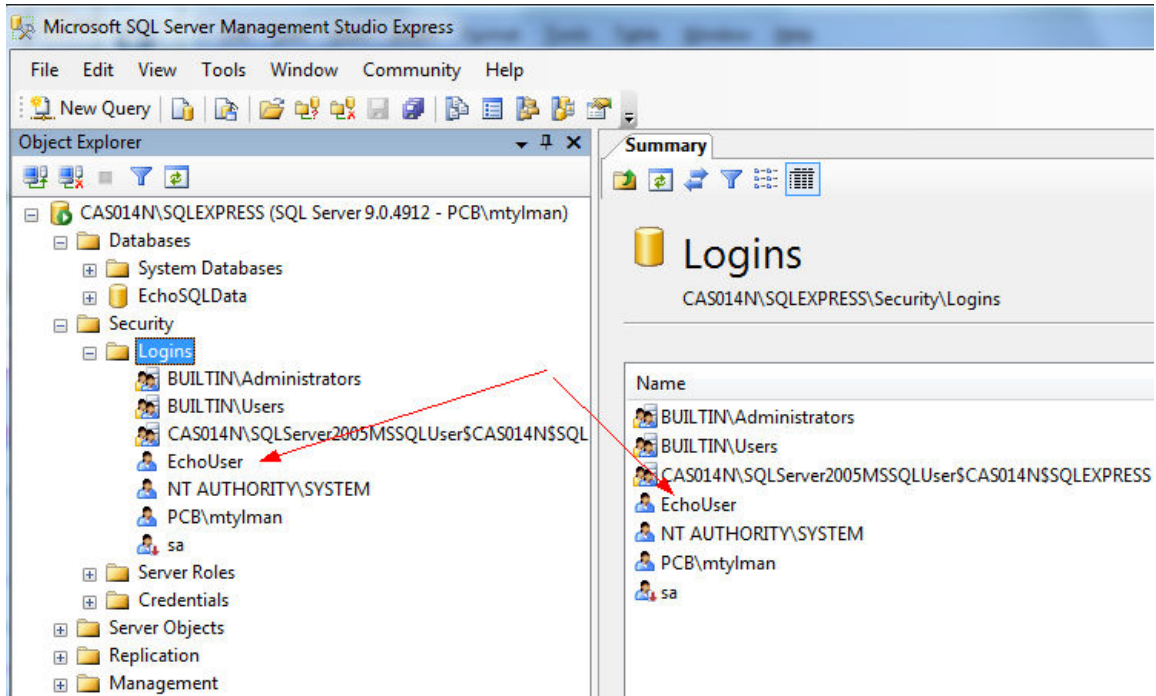 Microsoft SQL Server Management Studio Express
File Edit View Tools Window Community Help
New Query
Object Explorer
CAS014N\SQLEXPRESS (SQL Server 9.0.4912 - PCB\mtylman)
Databases
System Databases
EchoSQLData
Security
Logins
BUILTIN\Administrators
BUILTIN\Users
CAS014N\SQLServer2005MSSQLUser$CAS014N$SQL
EchoUser
NT AUTHORITY\SYSTEM
PCB\mtylman
sa
Server Roles
Credentials
Server Objects
Replication
Management
Summary
Logins
CAS014N\SQLEXPRESS\Security\Logins
Name
BUILTIN\Administrators
BUILTIN\Users
CAS014N\SQLServer2005MSSQLUser$CAS014N$SQLEXPRESS
EchoUser
NT AUTHORITY\SYSTEM
PCB\mtylman
sa